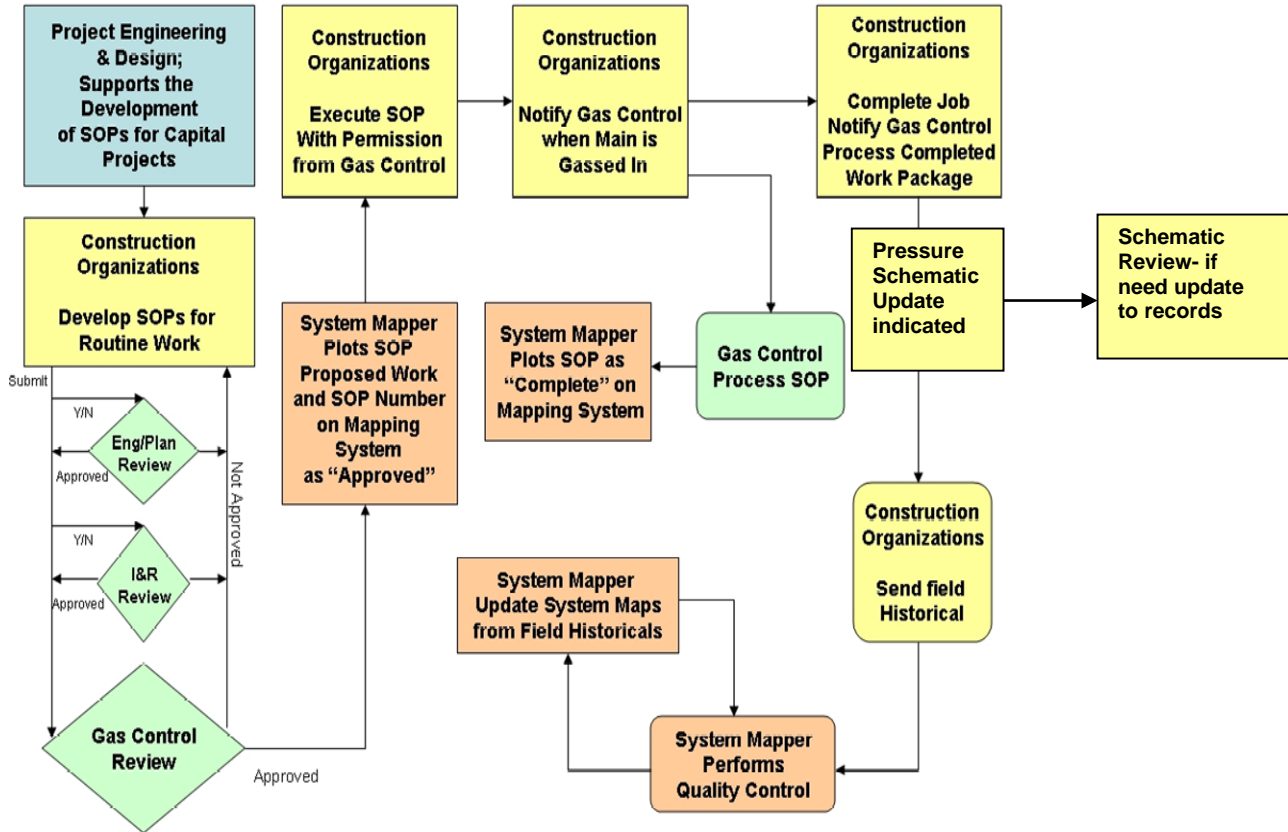 Project Engineering
& Design;
Supports the
Development
of SOPs for Capital
Projects
Construction
Organizations
Develop SOPs for
Routine Work
Submit
Y/N
Eng/Plan
Review
Approved
Not Approved
Y/N
I&R
Review
Approved
Gas Control
Review
Approved
System Mapper
Plots SOP
Proposed Work
and SOP Number
on Mapping
System
as “Approved”
Construction
Organizations
Execute SOP
With Permission
from Gas Control
Construction
Organizations
Notify Gas Control
when Main is
Gassed In
Construction
Organizations
Complete Job
Notify Gas Control
Process Completed
Work Package
Gas Control
Process SOP
System Mapper
Plots SOP as
“Complete” on
Mapping System
Pressure
Schematic
Update
indicated
Schematic
Review- if
need update
to records
Construction
Organizations
Send field
Historical
System Mapper
Performs
Quality Control
System Mapper
Update System Maps
from Field Historicals